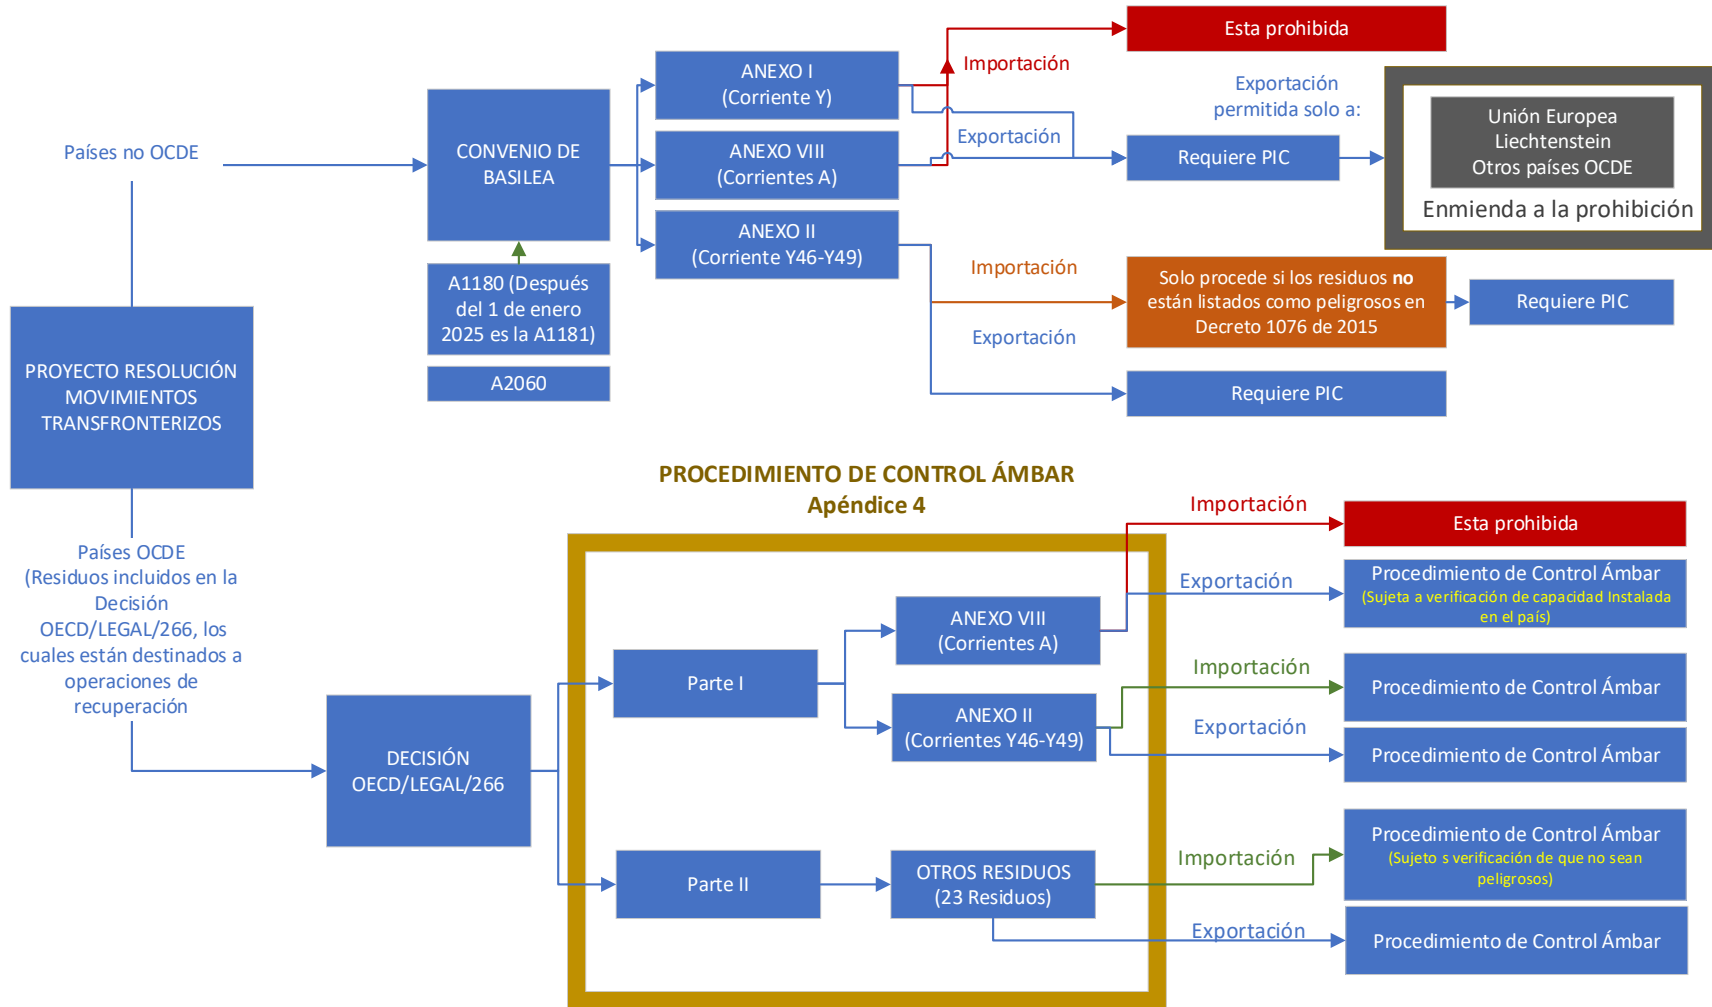 Países no OCDE
PROYECTO RESOLUCIÓN
MOVIMIENTOS
TRANSFRONTERIZOS
Países OCDE
(Residuos incluidos en la
Decisión
OECD/LEGAL/266, los
cuales están destinados a
operaciones de
recuperación
CONVENIO DE
BASILEA
A1180 (Después
del 1 de enero
2025 es la A1181)
A2060
ANEXO I
(Corriente Y)
ANEXO VIII
(Corrientes A)
ANEXO II
(Corriente Y46-Y49)
Importación
Esta prohibida
Exportación
Requiere PIC
Exportación
permitida solo a:
Unión Europea
Liechtenstein
Otros países OCDE
Enmienda a la prohibición
Importación
Solo procede si los residuos no
están listados como peligrosos en
Decreto 1076 de 2015
Requiere PIC
Exportación
Requiere PIC
PROCEDIMIENTO DE CONTROL ÁMBAR
Apéndice 4
DECISIÓN
OECD/LEGAL/266
Parte I
ANEXO VIII
(Corrientes A)
Importación
Esta prohibida
Exportación
Procedimiento de Control Ámbar
(Sujeta a verificación de capacidad Instalada
en el país)
ANEXO II
(Corrientes Y46-Y49)
Importación
Procedimiento de Control Ámbar
Exportación
Procedimiento de Control Ámbar
Parte II
OTROS RESIDUOS
(23 Residuos)
Importación
Procedimiento de Control Ámbar
(Sujeto s verificación de que no sean
peligrosos)
Exportación
Procedimiento de Control Ámbar